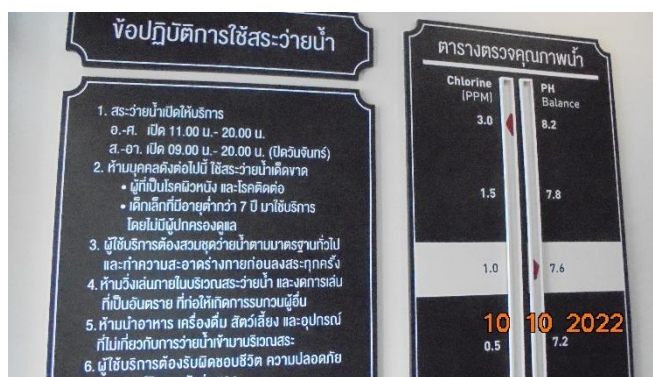 ข้อปฏิบัติการใช้สระว่ายน้ำ
1. สระว่ายน้ำเปิดให้บริการ
อ.-ศ. เปิด 11.00 น.- 20.00 น.
ส.-อา. เปิด 09.00 น.- 20.00 น. (ปิดวันจันทร์)
2. ห้ามบุคคลดังต่อไปนี้ ใช้สระว่ายน้ำเด็ดขาด
• ผู้ที่เป็นโรคผิวหนัง และโรคติดต่อ
• เด็กเล็กที่มีอายุต่ำกว่า 7 ปี มาใช้บริการ
โดยไม่มีผู้ปกครองดูแล
3. ผู้ใช้บริการต้องสวมชุดว่ายน้ำตามมาตรฐานทั่วไป
และทำความสะอาดร่างกายก่อนลงสระทุกครั้ง
4. ห้ามวิ่งเล่นภายในบริเวณสระว่ายน้ำ และงดการเล่น
ที่เป็นอันตราย ที่ก่อให้เกิดการรบกวนผู้อื่น
5. ห้ามนำอาหาร เครื่องดื่ม สัตว์เลี้ยง และอุปกรณ์
ที่ไม่เกี่ยวกับการว่ายน้ำเข้ามาบริเวณสระ
6. ผู้ใช้บริการต้องรับผิดชอบชีวิต ความปลอดภัย
ตารางตรวจคุณภาพน้ำ
Chlorine PH
(PPM) Balance
3.0 8.2
1.5 7.8
1.0 7.6
0.5 7.2
10 10 2022